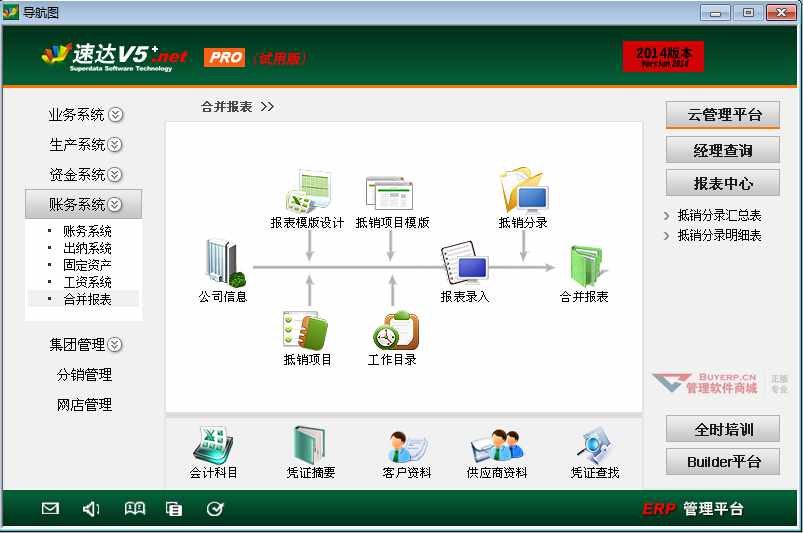 导航图
速达V5+.net
Superdata Software Technology
PRO (试用版)
2014版本
Version 2014
业务系统
生产系统
资金系统
账务系统
账务系统
出纳系统
固定资产
工资系统
合并报表
集团管理
分销管理
网店管理
合并报表 >>
报表模版设计
抵销项目模版
抵销分录
公司信息
报表录入
合并报表
抵销项目
工作目录
会计科目
凭证摘要
客户资料
供应商资料
凭证查找
云管理平台
经理查询
报表中心
抵销分录汇总表
抵销分录明细表
BUYERP.CN
管理软件商城
正版
专业
全时培训
Builder平台
ERP 管理平台